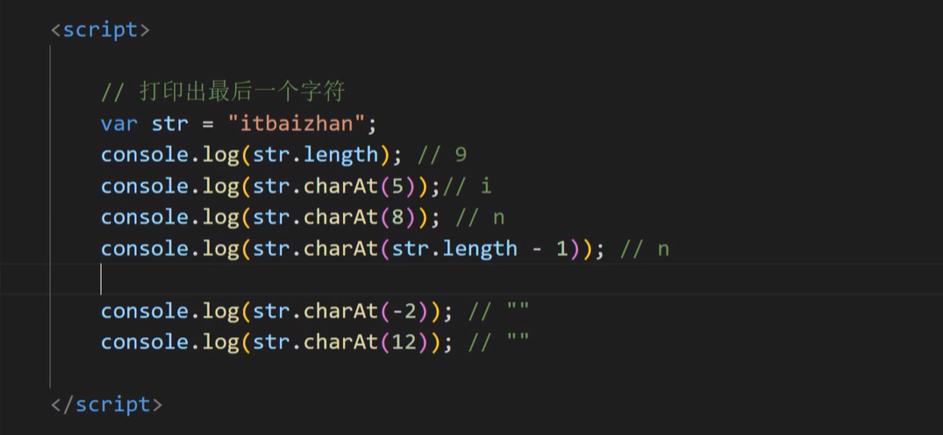 <script>
// 打印出最后一个字符
var str = "itbaizhan";
console.log(str.length); // 9
console.log(str.charAt(5));// i
console.log(str.charAt(8)); // n
console.log(str.charAt(str.length - 1)); // n
console.log(str.charAt(-2)); // ""
console.log(str.charAt(12)); // ""
</script>